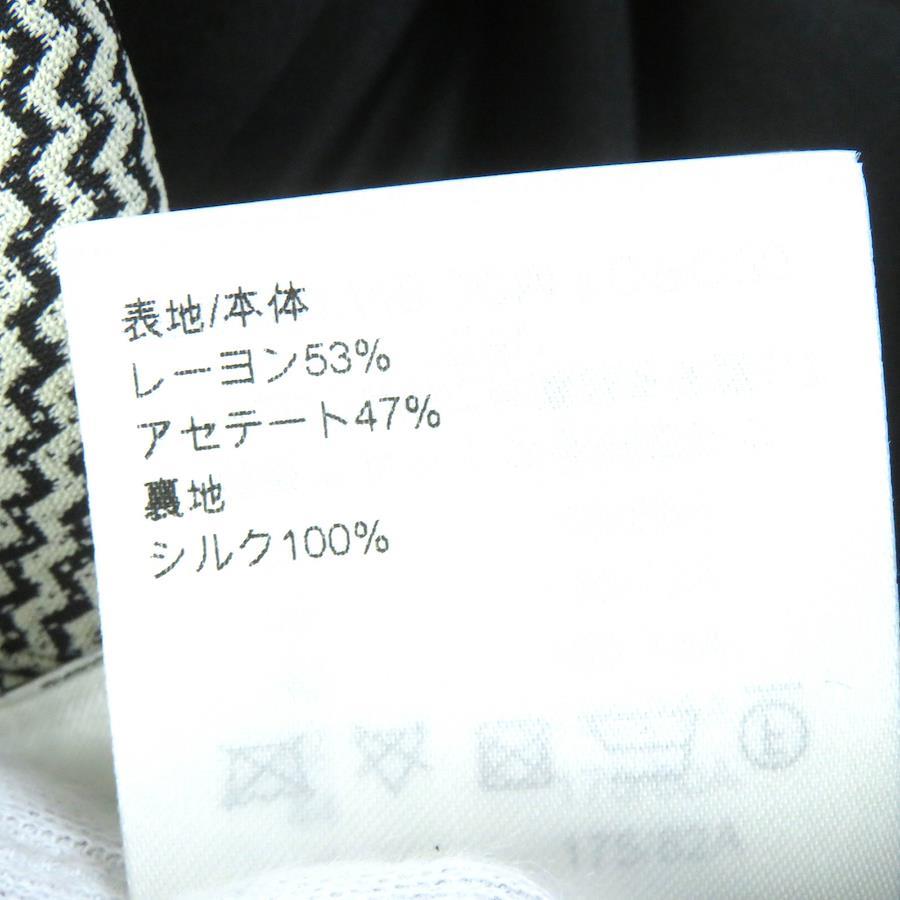 表地/本体
レーヨン53%
アセテート47%
裏地
シルク100%